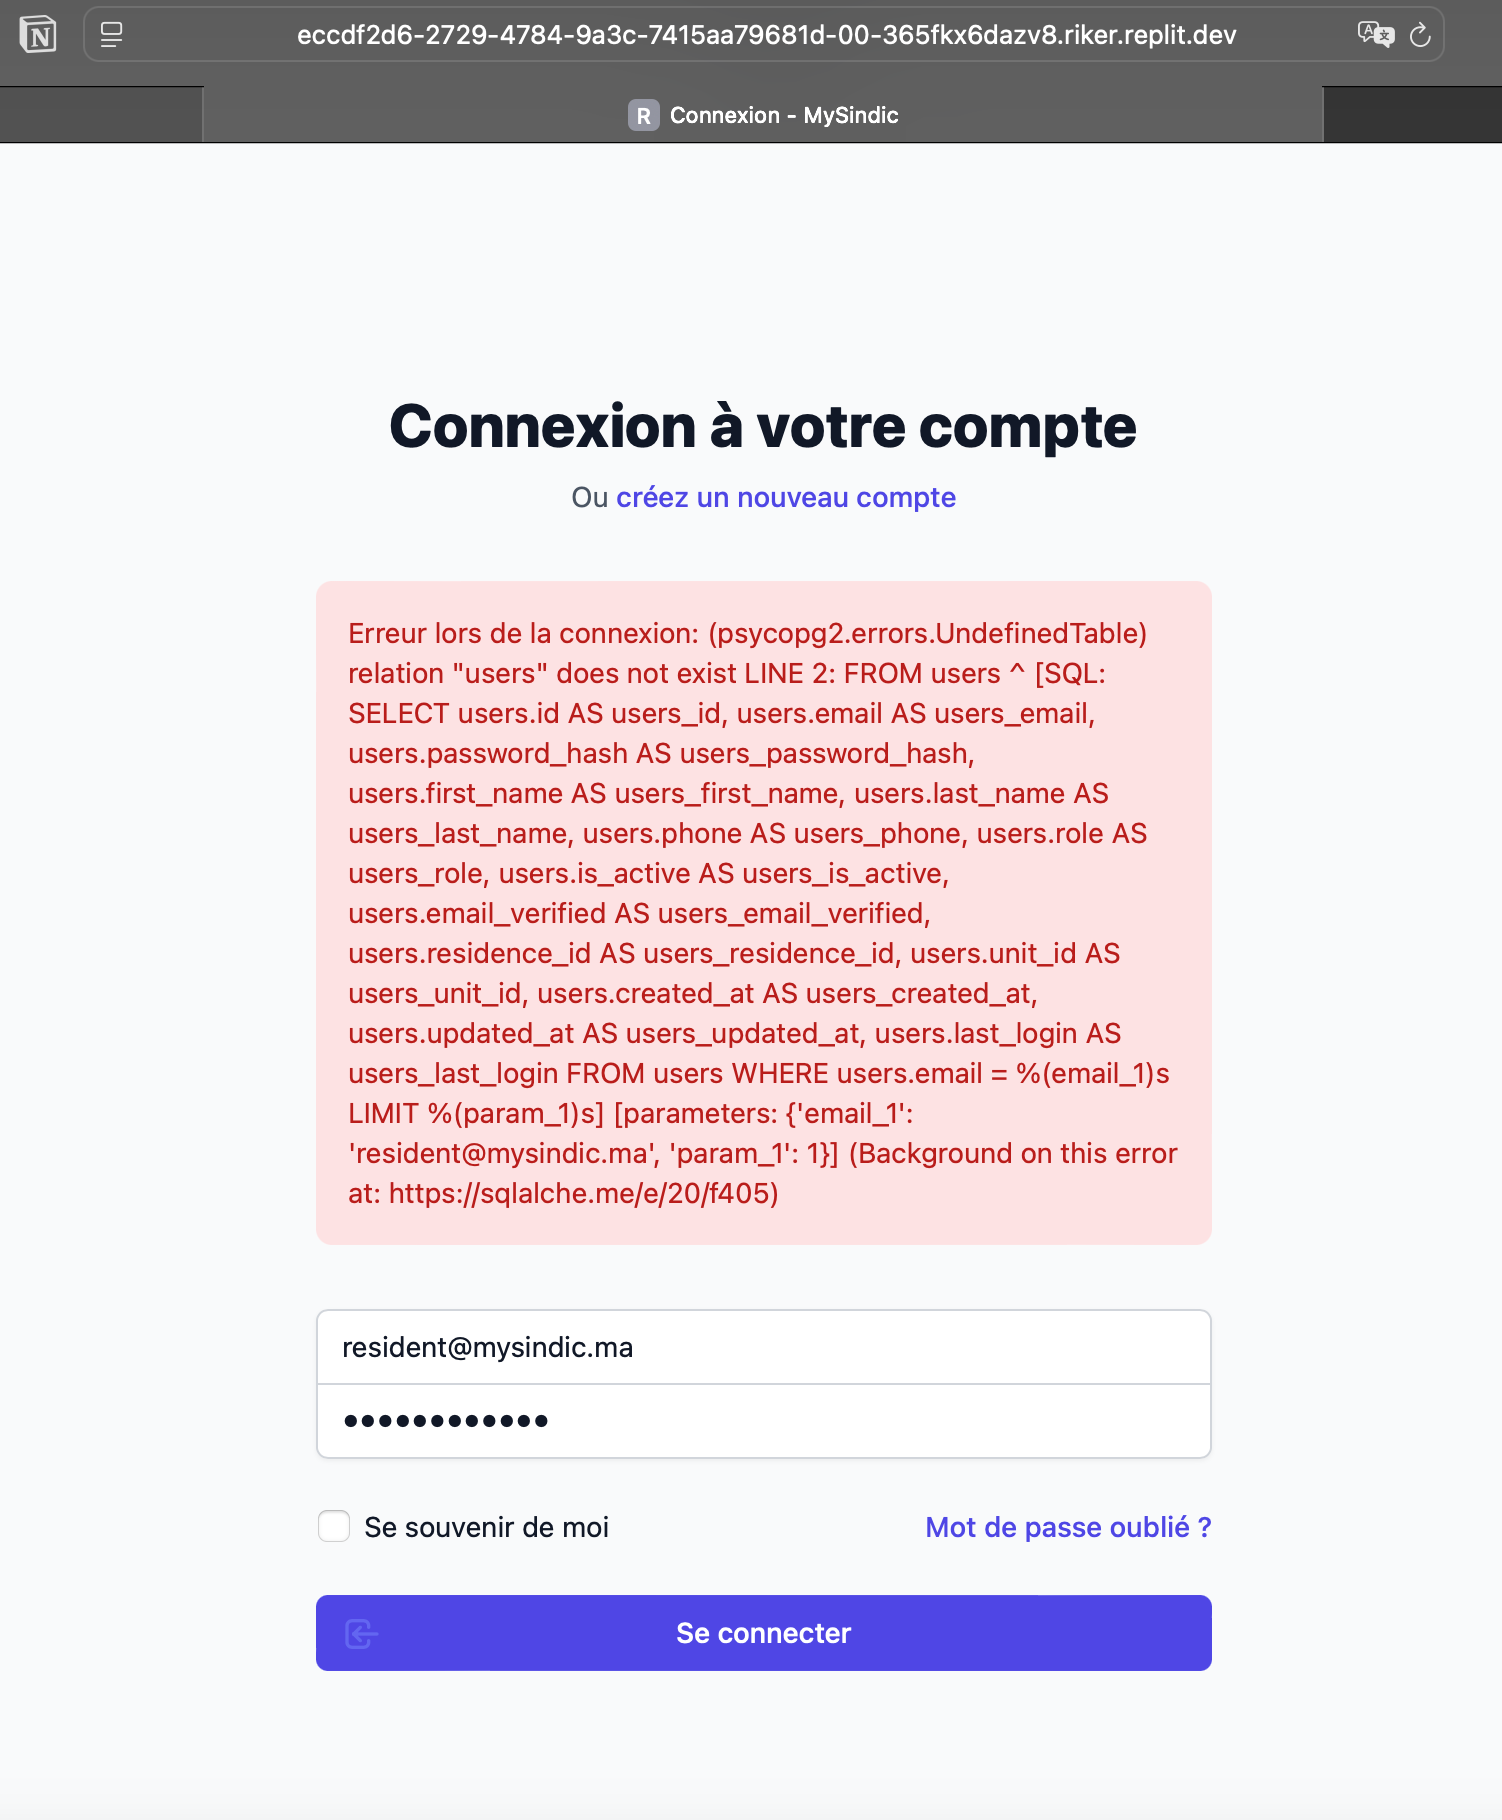 eccdf2d6-2729-4784-9a3c-7415aa79681d-00-365fkx6dazv8.riker.replit.dev
R Connexion - MySindic
Connexion à votre compte
Ou créez un nouveau compte
Erreur lors de la connexion: (psycopg2.errors.UndefinedTable)
relation "users" does not exist LINE 2: FROM users ^ [SQL:
SELECT users.id AS users_id, users.email AS users_email,
users.password_hash AS users_password_hash,
users.first_name AS users_first_name, users.last_name AS
users_last_name, users.phone AS users_phone, users.role AS
users_role, users.is_active AS users_is_active,
users.email_verified AS users_email_verified,
users.residence_id AS users_residence_id, users.unit_id AS
users_unit_id, users.created_at AS users_created_at,
users.updated_at AS users_updated_at, users.last_login AS
users_last_login FROM users WHERE users.email = %(email_1)s
LIMIT %(param_1)s] [parameters: {'email_1':
'resident@mysindic.ma', 'param_1': 1}] (Background on this error
at: https://sqlalche.me/e/20/f405)
resident@mysindic.ma
••••••••••••
Se souvenir de moi
Mot de passe oublié ?
Se connecter